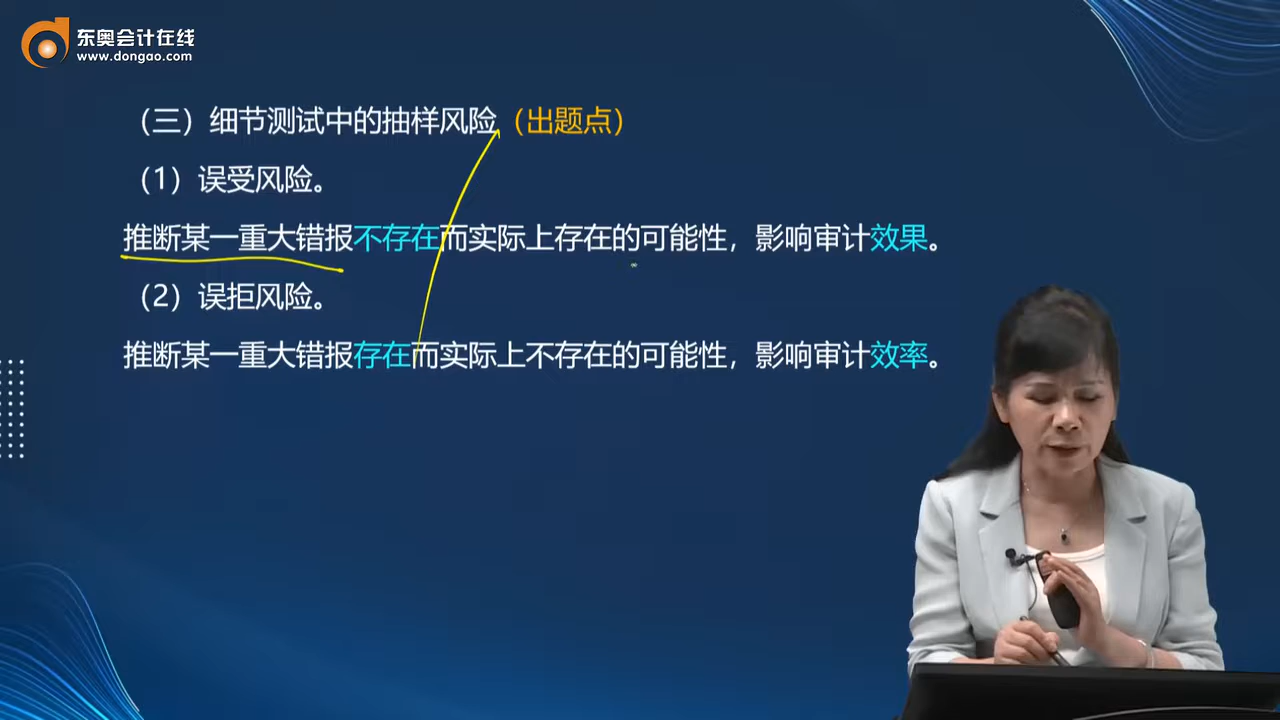 东奥会计在线
www.dongao.com
（三）细节测试中的抽样风险（出题点）
（1）误受风险。
推断某一重大错报不存在而实际上存在的可能性，影响审计效果。
（2）误拒风险。
推断某一重大错报存在而实际上不存在的可能性，影响审计效率。